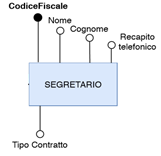 CodiceFiscale
Nome
Cognome
Recapito
telefonico
SEGRETARIO
Tipo Contratto